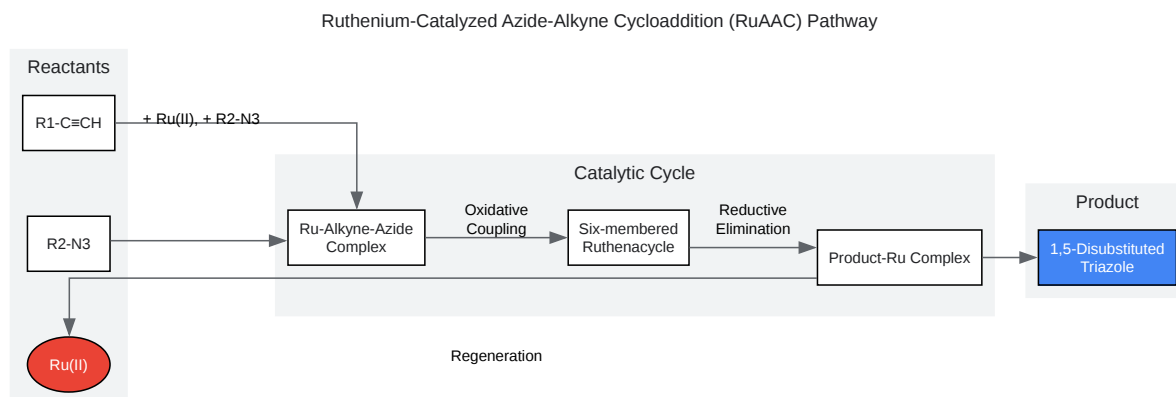 Ruthenium-Catalyzed Azide-Alkyne Cycloaddition (RuAAC) Pathway
Reactants
R1-C≡CH
+ Ru(II), + R2-N3
Catalytic Cycle
Product
R2-N3
Ru-Alkyne-Azide
Complex
Oxidative
Coupling
Six-membered
Ruthenacycle
Reductive
Elimination
Product-Ru Complex
1,5-Disubstituted
Triazole
Ru(II)
Regeneration